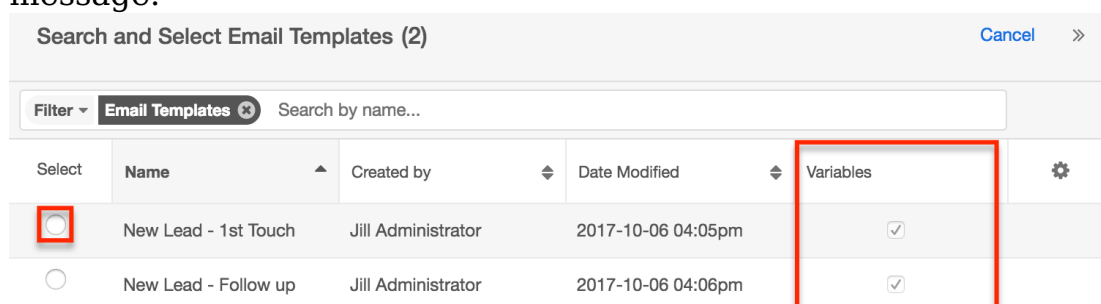 message.
Search and Select Email Templates (2) Cancel »
Filter Email Templates Search by name...
Select Name Created by Date Modified Variables
New Lead - 1st Touch Jill Administrator 2017-10-06 04:05pm
New Lead - Follow up Jill Administrator 2017-10-06 04:06pm